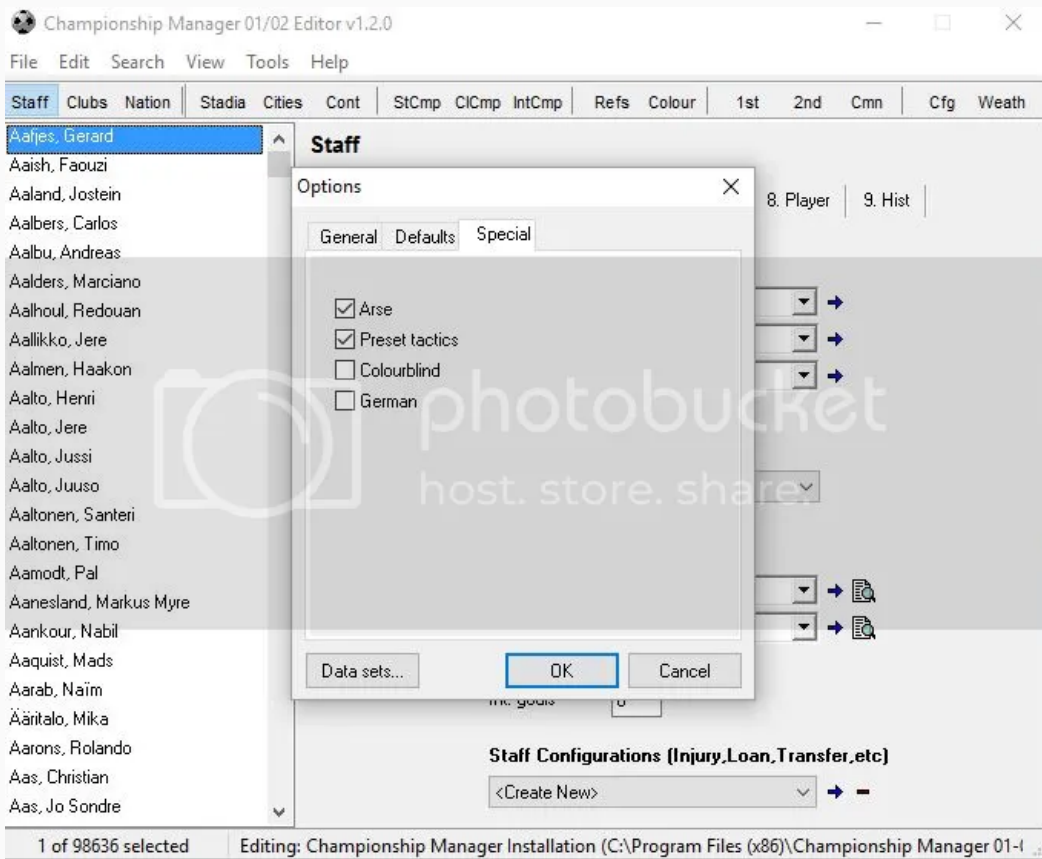 Championship Manager 01/02 Editor v1.2.0
File Edit Search View Tools Help
Staff Clubs Nation Stadia Cities Cont StCmp ClCmp IntCmp Refs Colour 1st 2nd Cmn Cfg Weath
Aafjes, Gerard
Aaish, Faouzi
Aaland, Jostein
Aalbers, Carlos
Aalbu, Andreas
Aalders, Marciano
Aalhoul, Redouan
Aallikko, Jere
Aalmen, Haakon
Aalto, Henri
Aalto, Jere
Aalto, Jussi
Aalto, Juuso
Aaltonen, Santeri
Aaltonen, Timo
Aamodt, Pal
Aanesland, Markus Myre
Aankour, Nabil
Aaquist, Mads
Aarab, Naïm
Ääritalo, Mika
Aarons, Rolando
Aas, Christian
Aas, Jo Sondre
Staff
8. Player 9. Hist
Options
General Defaults Special
Arse
Preset tactics
Colourblind
German
photobucket
host. store. share.
Data sets... OK Cancel
Int. goals
Staff Configurations (Injury,Loan,Transfer,etc)
<Create New>
1 of 98636 selected Editing: Championship Manager Installation (C:\Program Files (x86)\Championship Manager 01-